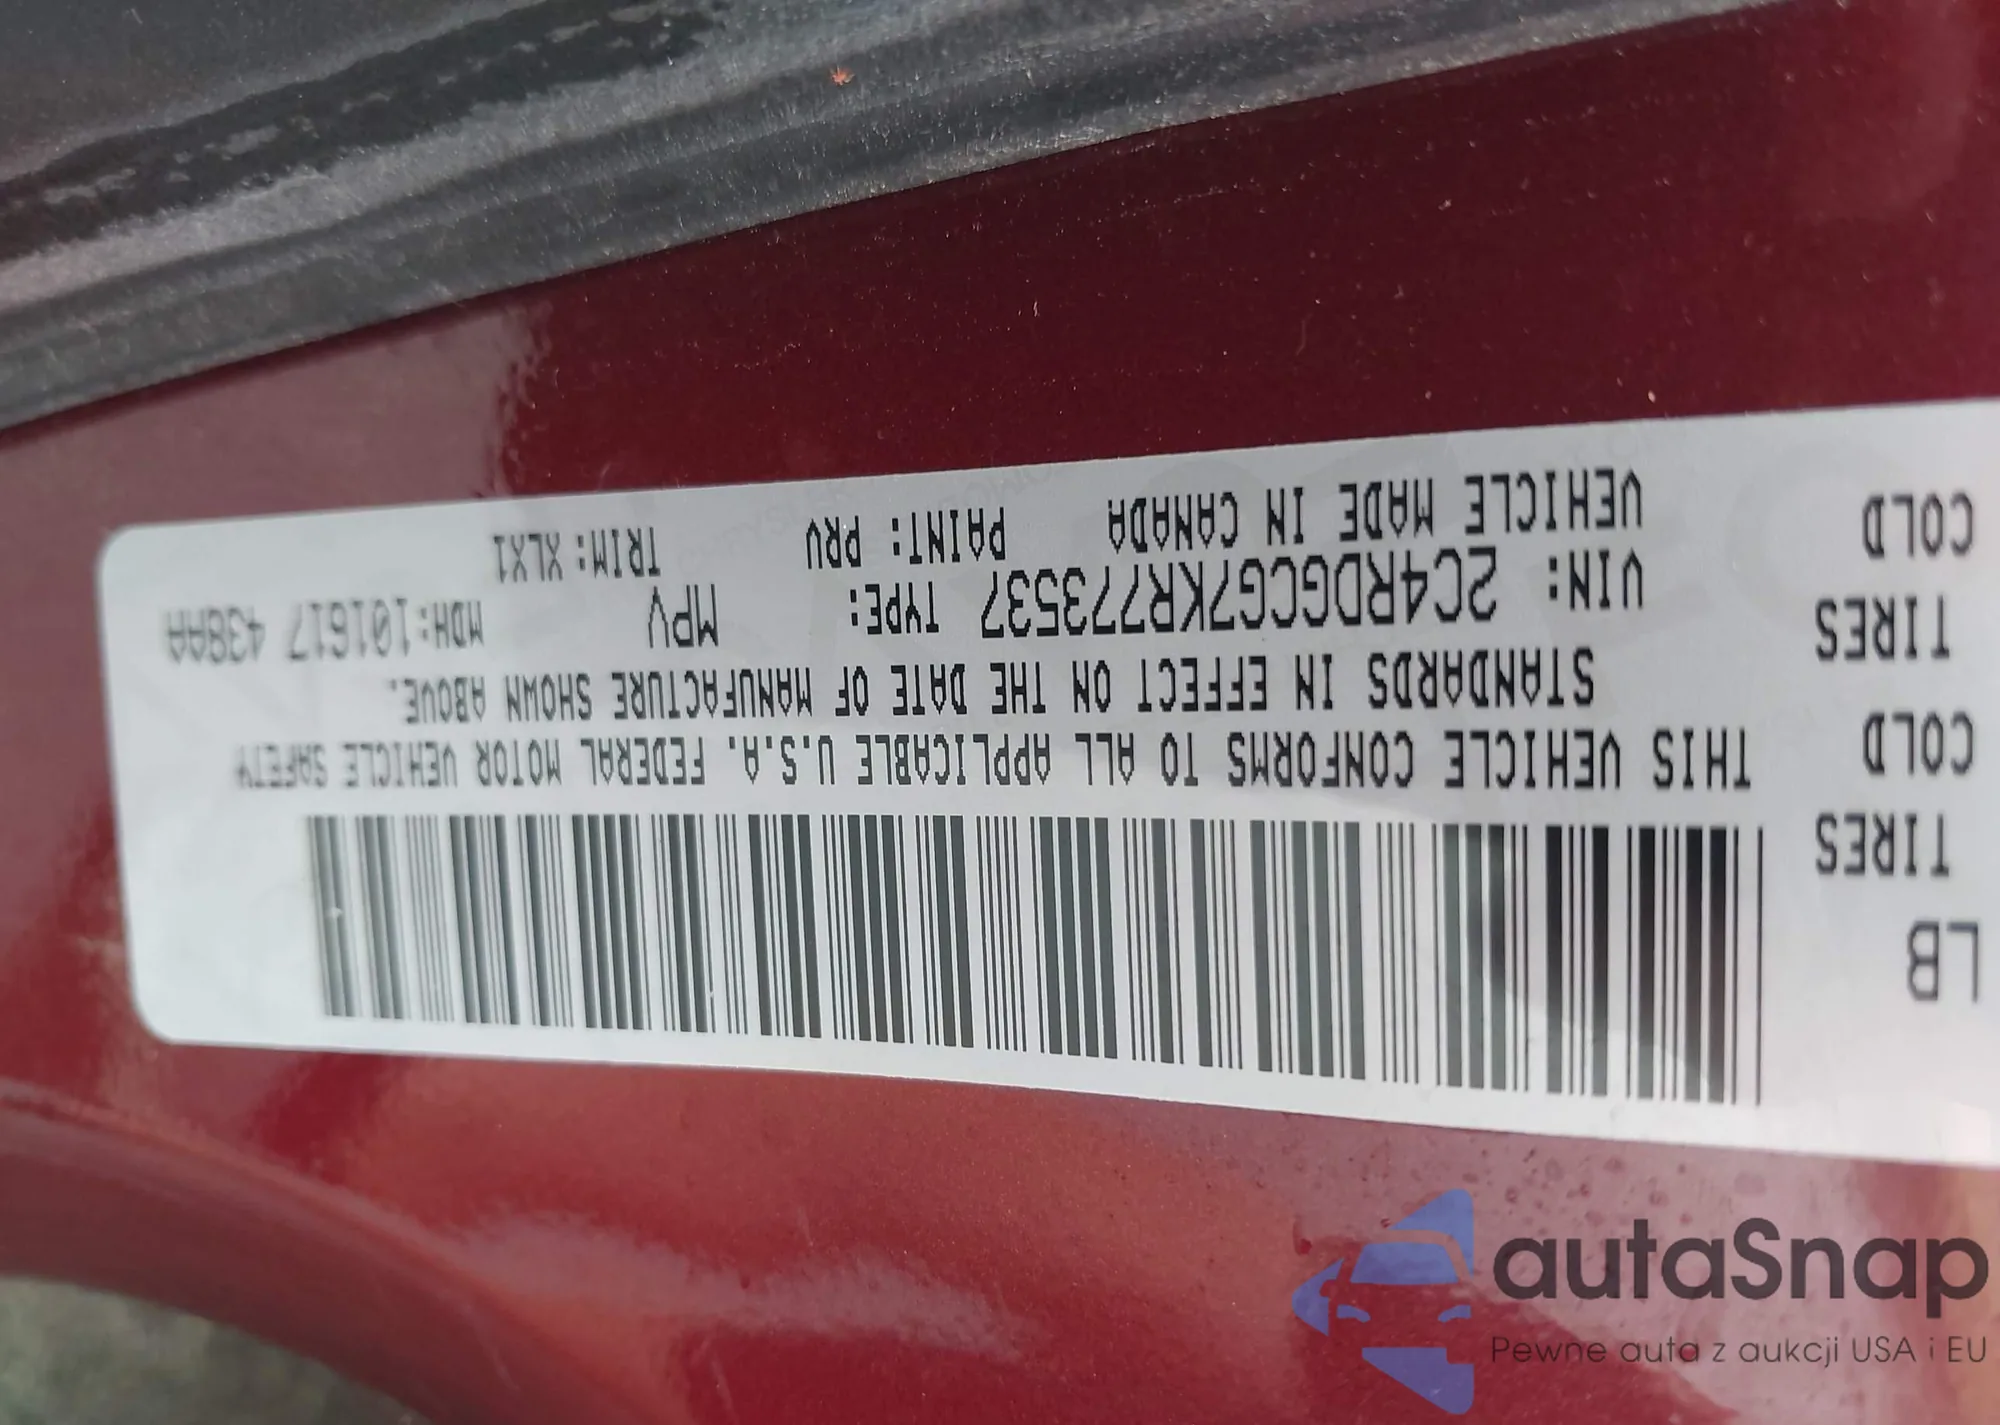 LB
TIRES
COLD
TIRES
COLD
THIS VEHICLE CONFORMS TO ALL APPLICABLE U.S.A. FEDERAL MOTOR VEHICLE SAFETY
STANDARDS IN EFFECT ON THE DATE OF MANUFACTURE SHOWN ABOVE.
VIN: 2C4RDGCG7KR773537 TYPE: MPV MDH:101617 438AA
VEHICLE MADE IN CANADA PAINT: PRV TRIM:XLX1
autaSnap
Pewne auta z aukcji USA i EU